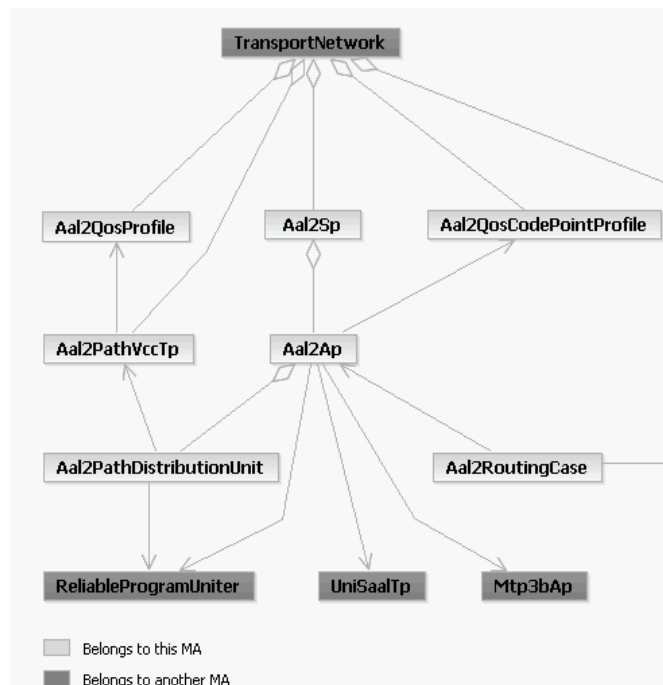 TransportNetwork
Aal2QosProfile
Aal2Sp
Aal2QosCodePointProfile
Aal2PathVccTp
Aal2Ap
Aal2PathDistributionUnit
Aal2RoutingCase
ReliableProgramUniter
UniSaalTp
Mtp3bAp
Belongs to this MA
Belongs to another MA